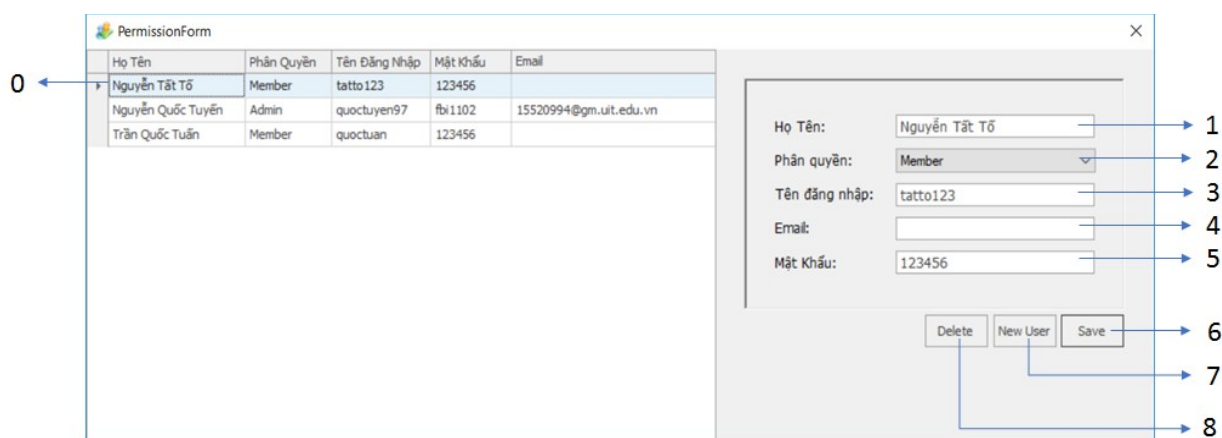 PermissionForm
Họ Tên Phân Quyền Tên Đăng Nhập Mật Khẩu Email
0
Nguyễn Tất Tố Member tatto123 123456
Nguyễn Quốc Tuyến Admin quoctuyen97 fbi1102 15520994@gm.uit.edu.vn
Trần Quốc Tuấn Member quoctuan 123456
Họ Tên: Nguyễn Tất Tố 1
Phân quyền: Member 2
Tên đăng nhập: tatto123 3
Email: 4
Mật Khẩu: 123456 5
Delete New User Save 6
7
8